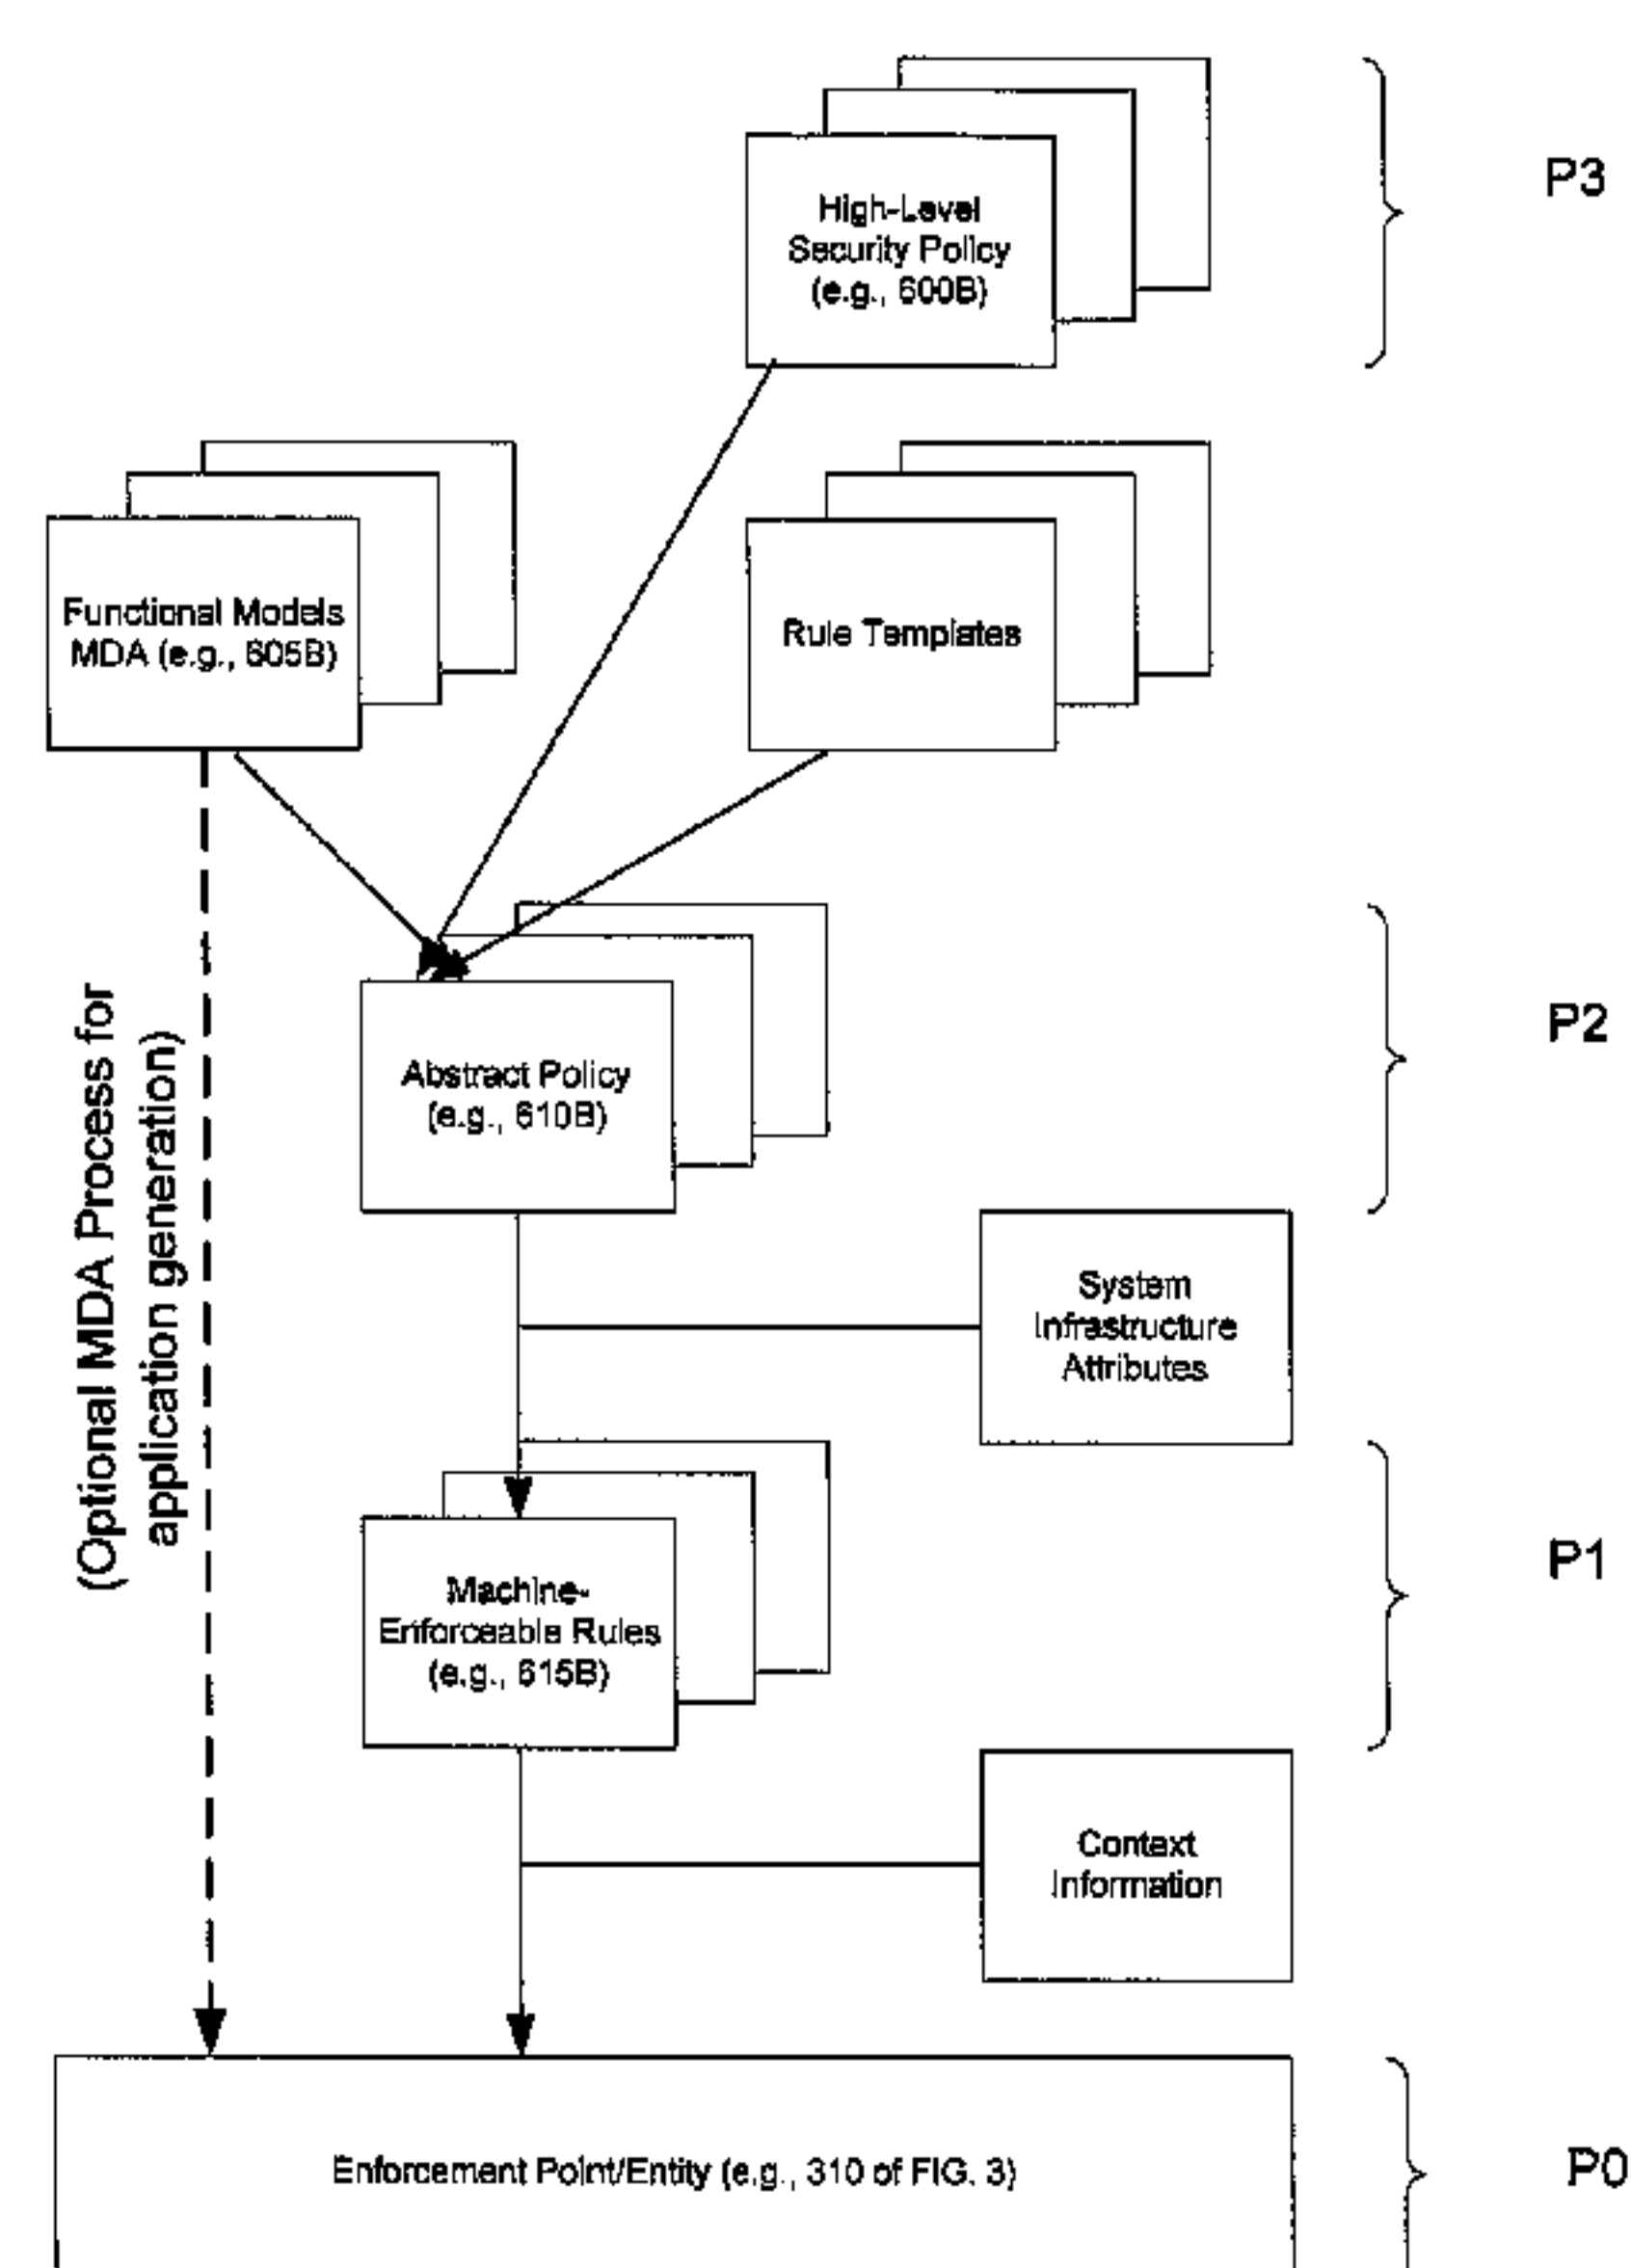 High-Level
Security Policy
(e.g., 600B)
P3
Functional Models
MDA (e.g., 605B)
Rule Templates
(Optional MDA Process for
application generation)
Abstract Policy
(e.g., 610B)
P2
System
Infrastructure
Attributes
Machine-
Enforceable Rules
(e.g., 615B)
P1
Context
Information
Enforcement Point/Entity (e.g., 310 of FIG. 3)
P0